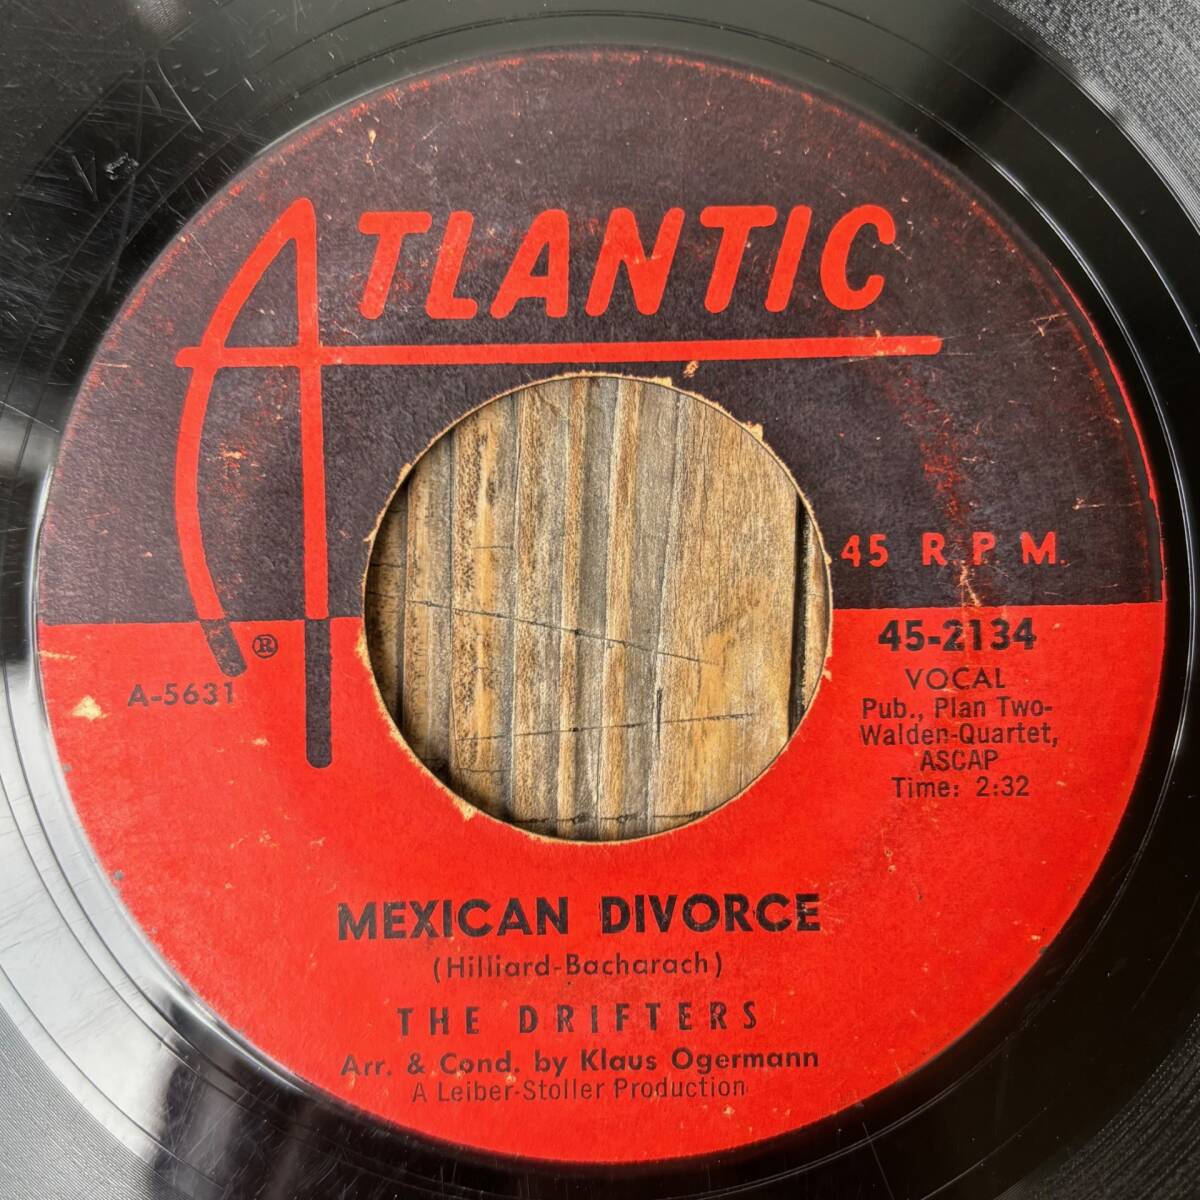 ATLANTIC
®
45 R.P.M.
A-5631
45-2134
VOCAL
Pub., Plan Two-
Walden-Quartet,
ASCAP
Time: 2:32
MEXICAN DIVORCE
(Hilliard-Bacharach)
THE DRIFTERS
Arr. & Cond. by Klaus Ogermann
A Leiber-Stoller Production